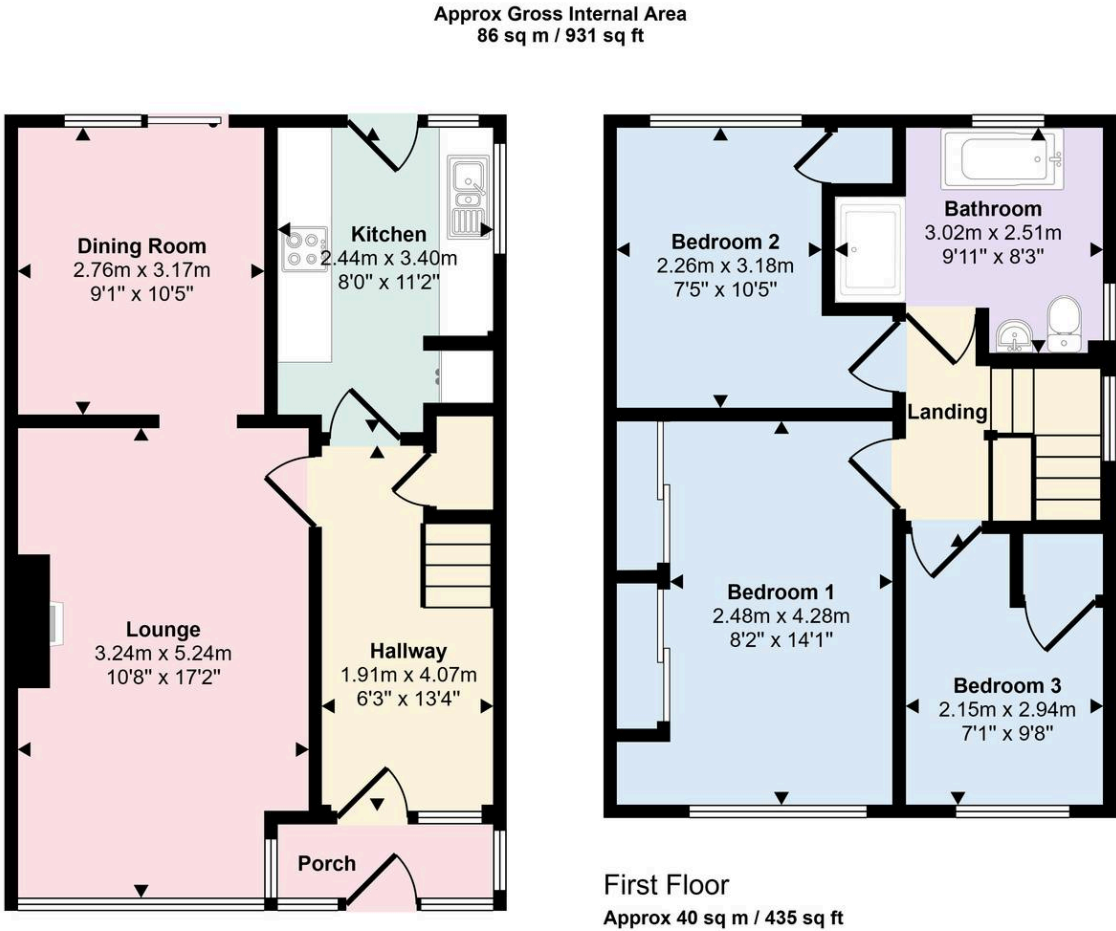 Approx Gross Internal Area
86 sq m / 931 sq ft
Dining Room
2.76m x 3.17m
9'1" x 10'5"
Kitchen
2.44m x 3.40m
8'0" x 11'2"
Lounge
3.24m x 5.24m
10'8" x 17'2"
Hallway
1.91m x 4.07m
6'3" x 13'4"
Porch
Bedroom 2
2.26m x 3.18m
7'5" x 10'5"
Bathroom
3.02m x 2.51m
9'11" x 8'3"
Landing
Bedroom 1
2.48m x 4.28m
8'2" x 14'1"
Bedroom 3
2.15m x 2.94m
7'1" x 9'8"
First Floor
Approx 40 sq m / 435 sq ft